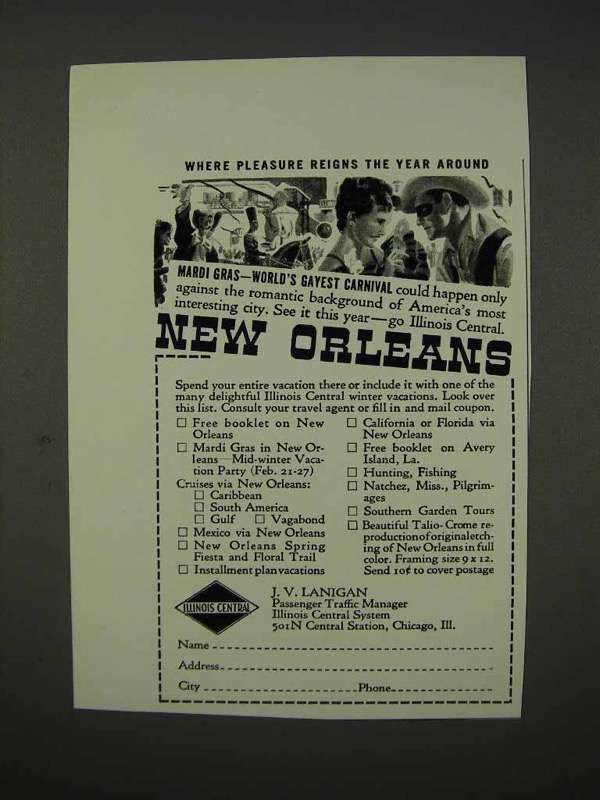 WHERE PLEASURE REIGNS THE YEAR AROUND
MARDI GRAS—WORLD'S GAYEST CARNIVAL could happen only
against the romantic background of America's most
interesting city. See it this year—go Illinois Central.
NEW ORLEANS
Spend your entire vacation there or include it with one of the
many delightful Illinois Central winter vacations. Look over
this list. Consult your travel agent or fill in and mail coupon.
☐ Free booklet on New
Orleans
☐ Mardi Gras in New Or-
leans—Mid-winter Vaca-
tion Party (Feb. 21-27)
Cruises via New Orleans:
☐ Caribbean
☐ South America
☐ Gulf ☐ Vagabond
☐ Mexico via New Orleans
☐ New Orleans Spring
Fiesta and Floral Trail
☐ Installment plan vacations
☐ California or Florida via
New Orleans
☐ Free booklet on Avery
Island, La.
☐ Hunting, Fishing
☐ Natchez, Miss., Pilgrim-
ages
☐ Southern Garden Tours
☐ Beautiful Talio-Crome re-
production of original etch-
ing of New Orleans in full
color. Framing size 9 x 12.
Send 10¢ to cover postage
ILLINOIS CENTRAL
J. V. LANIGAN
Passenger Traffic Manager
Illinois Central System
501N Central Station, Chicago, Ill.
Name
Address
City Phone